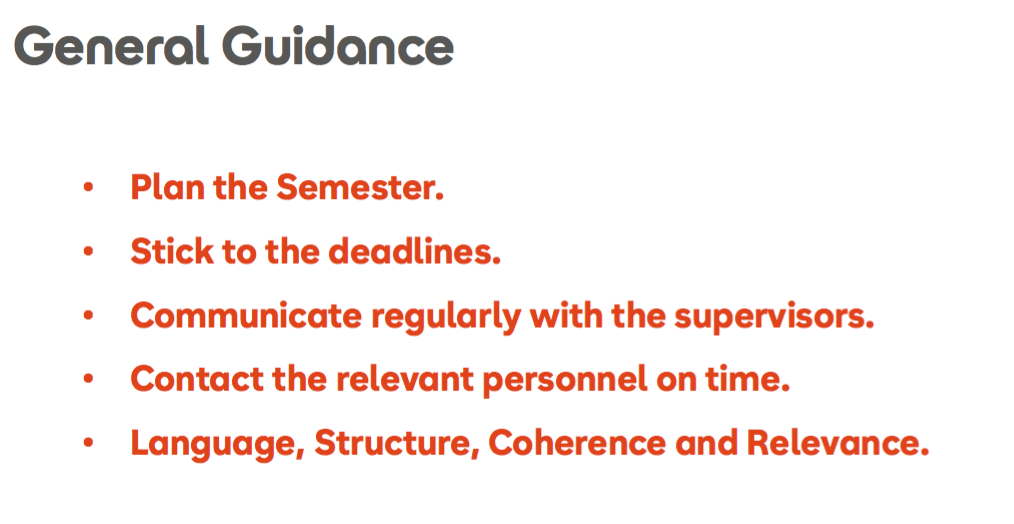 General Guidance
• Plan the Semester.
• Stick to the deadlines.
• Communicate regularly with the supervisors.
• Contact the relevant personnel on time.
• Language, Structure, Coherence and Relevance.